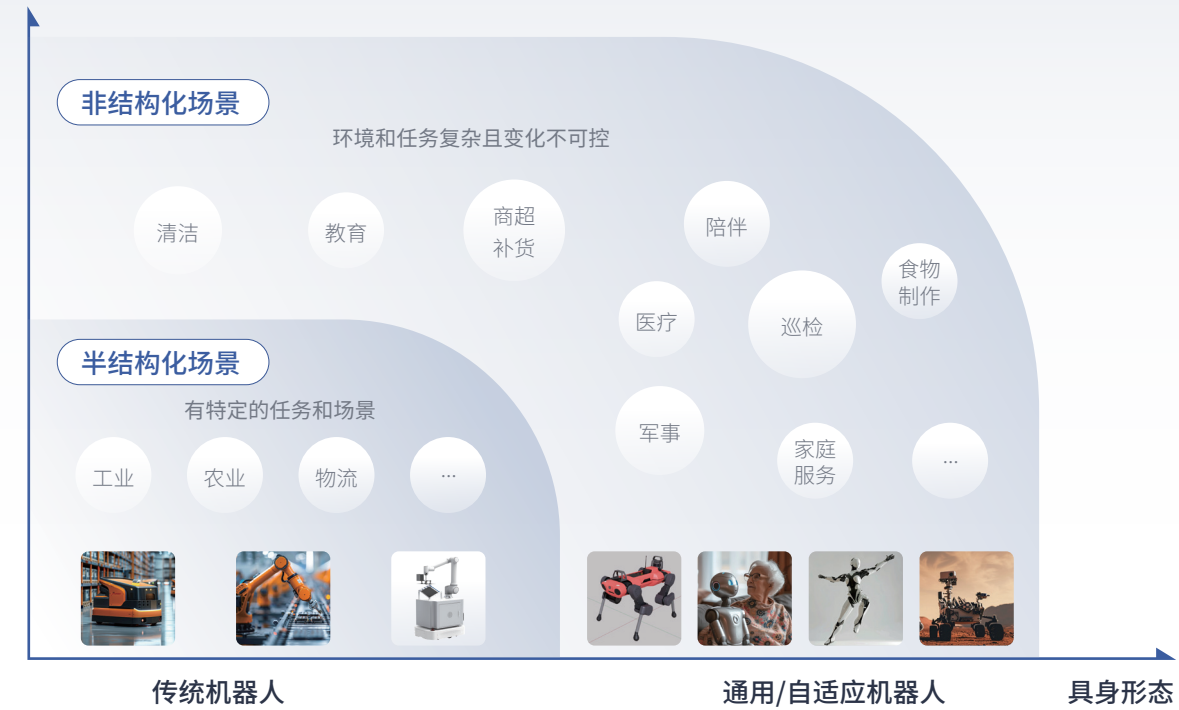 非结构化场景
环境和任务复杂且变化不可控
清洁
教育
商超
补货
陪伴
食物
制作
医疗
巡检
半结构化场景
有特定的任务和场景
军事
家庭
服务
...
工业
农业
物流
...
传统机器人
通用/自适应机器人
具身形态